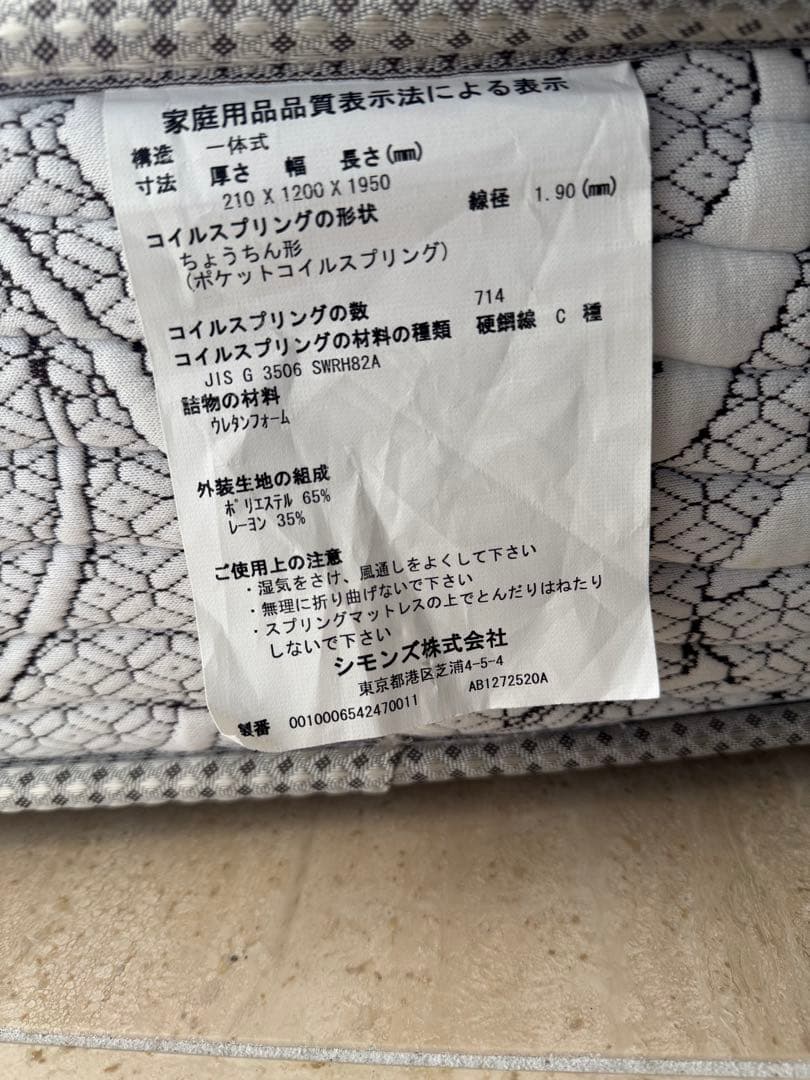 家庭用品品質表示法による表示
構造 一体式
寸法 厚さ 幅 長さ(mm)
210 X 1200 X 1950
コイルスプリングの形状 線径 1.90(mm)
ちょうちん形
(ポケットコイルスプリング)
コイルスプリングの数 714
コイルスプリングの材料の種類 硬鋼線 C 種
JIS G 3506 SWRH82A
詰物の材料
ウレタンフォーム
外装生地の組成
ポリエステル 65%
レーヨン 35%
ご使用上の注意
・湿気をさけ、風通しをよくして下さい
・無理に折り曲げないで下さい
・スプリングマットレスの上でとんだりはねたり
しないで下さい
シモンズ株式会社
東京都港区芝浦4-5-4
製番 0010006542470011 AB1272520A